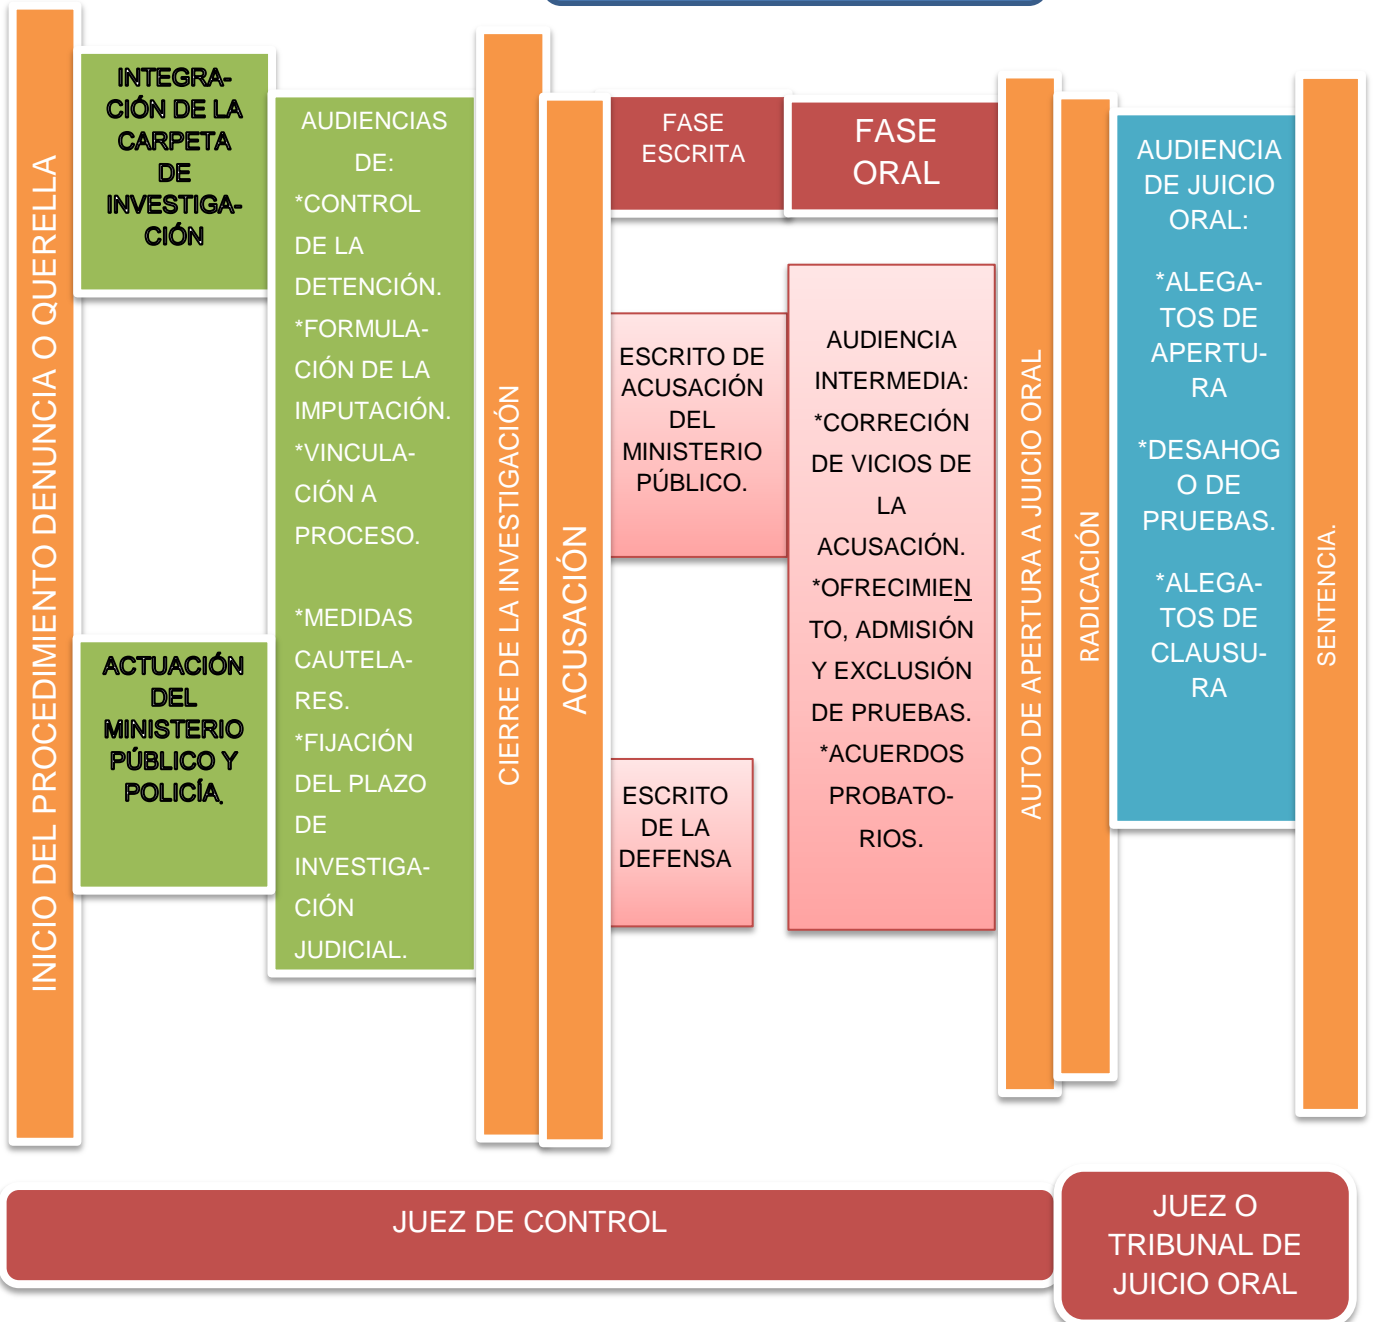 INICIO DEL PROCEDIMIENTO DENUNCIA O QUERELLA
INTEGRA-
CIÓN DE LA
CARPETA
DE
INVESTIGA-
CIÓN
ACTUACIÓN
DEL
MINISTERIO
PÚBLICO Y
POLICÍA.
AUDIENCIAS
DE:
*CONTROL
DE LA
DETENCIÓN.
*FORMULA-
CIÓN DE LA
IMPUTACIÓN.
*VINCULA-
CIÓN A
PROCESO.
*MEDIDAS
CAUTELA-
RES.
*FIJACIÓN
DEL PLAZO
DE
INVESTIGA-
CIÓN
JUDICIAL.
CIERRE DE LA INVESTIGACIÓN
ACUSACIÓN
FASE
ESCRITA
ESCRITO DE
ACUSACIÓN
DEL
MINISTERIO
PÚBLICO.
ESCRITO
DE LA
DEFENSA
FASE
ORAL
AUDIENCIA
INTERMEDIA:
*CORRECIÓN
DE VICIOS DE
LA
ACUSACIÓN.
*OFRECIMIEN
TO, ADMISIÓN
Y EXCLUSIÓN
DE PRUEBAS.
*ACUERDOS
PROBATO-
RIOS.
AUTO DE APERTURA A JUICIO ORAL
RADICACIÓN
AUDIENCIA
DE JUICIO
ORAL:
*ALEGA-
TOS DE
APERTU-
RA
*DESAHOG
O DE
PRUEBAS.
*ALEGA-
TOS DE
CLAUSU-
RA
SENTENCIA.
JUEZ DE CONTROL
JUEZ O
TRIBUNAL DE
JUICIO ORAL